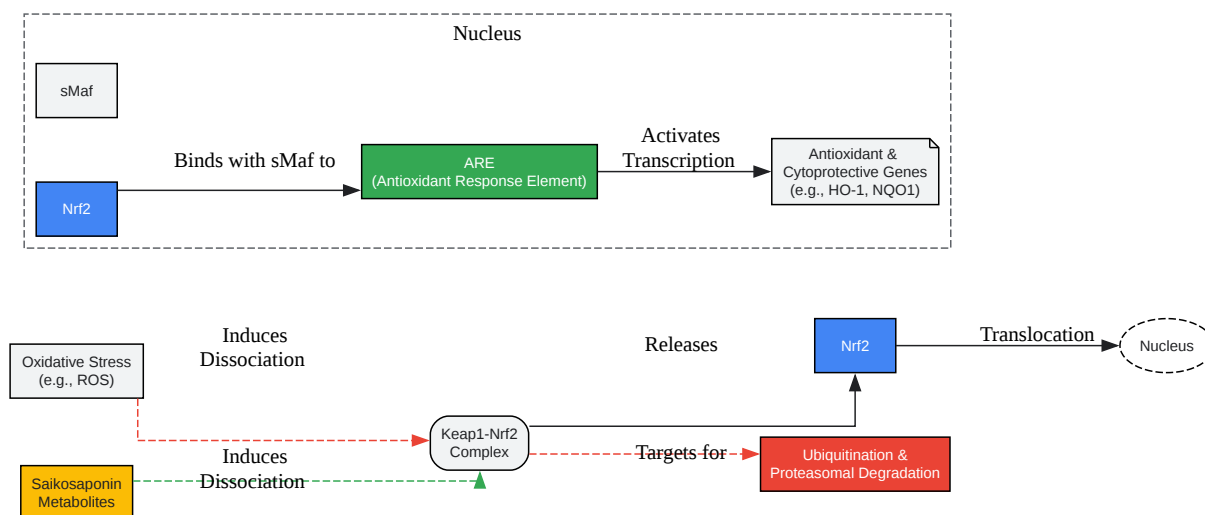 Nucleus
sMaf
Binds with sMaf to
Nrf2
ARE
(Antioxidant Response Element)
Activates
Transcription
Antioxidant &
Cytoprotective Genes
(e.g., HO-1, NQO1)
Induces
Dissociation
Oxidative Stress
(e.g., ROS)
Releases
Nrf2
Translocation
Nucleus
Keap1-Nrf2
Complex
Induces
Dissociation
Saikosaponin
Metabolites
Targets for
Ubiquitination &
Proteasomal Degradation